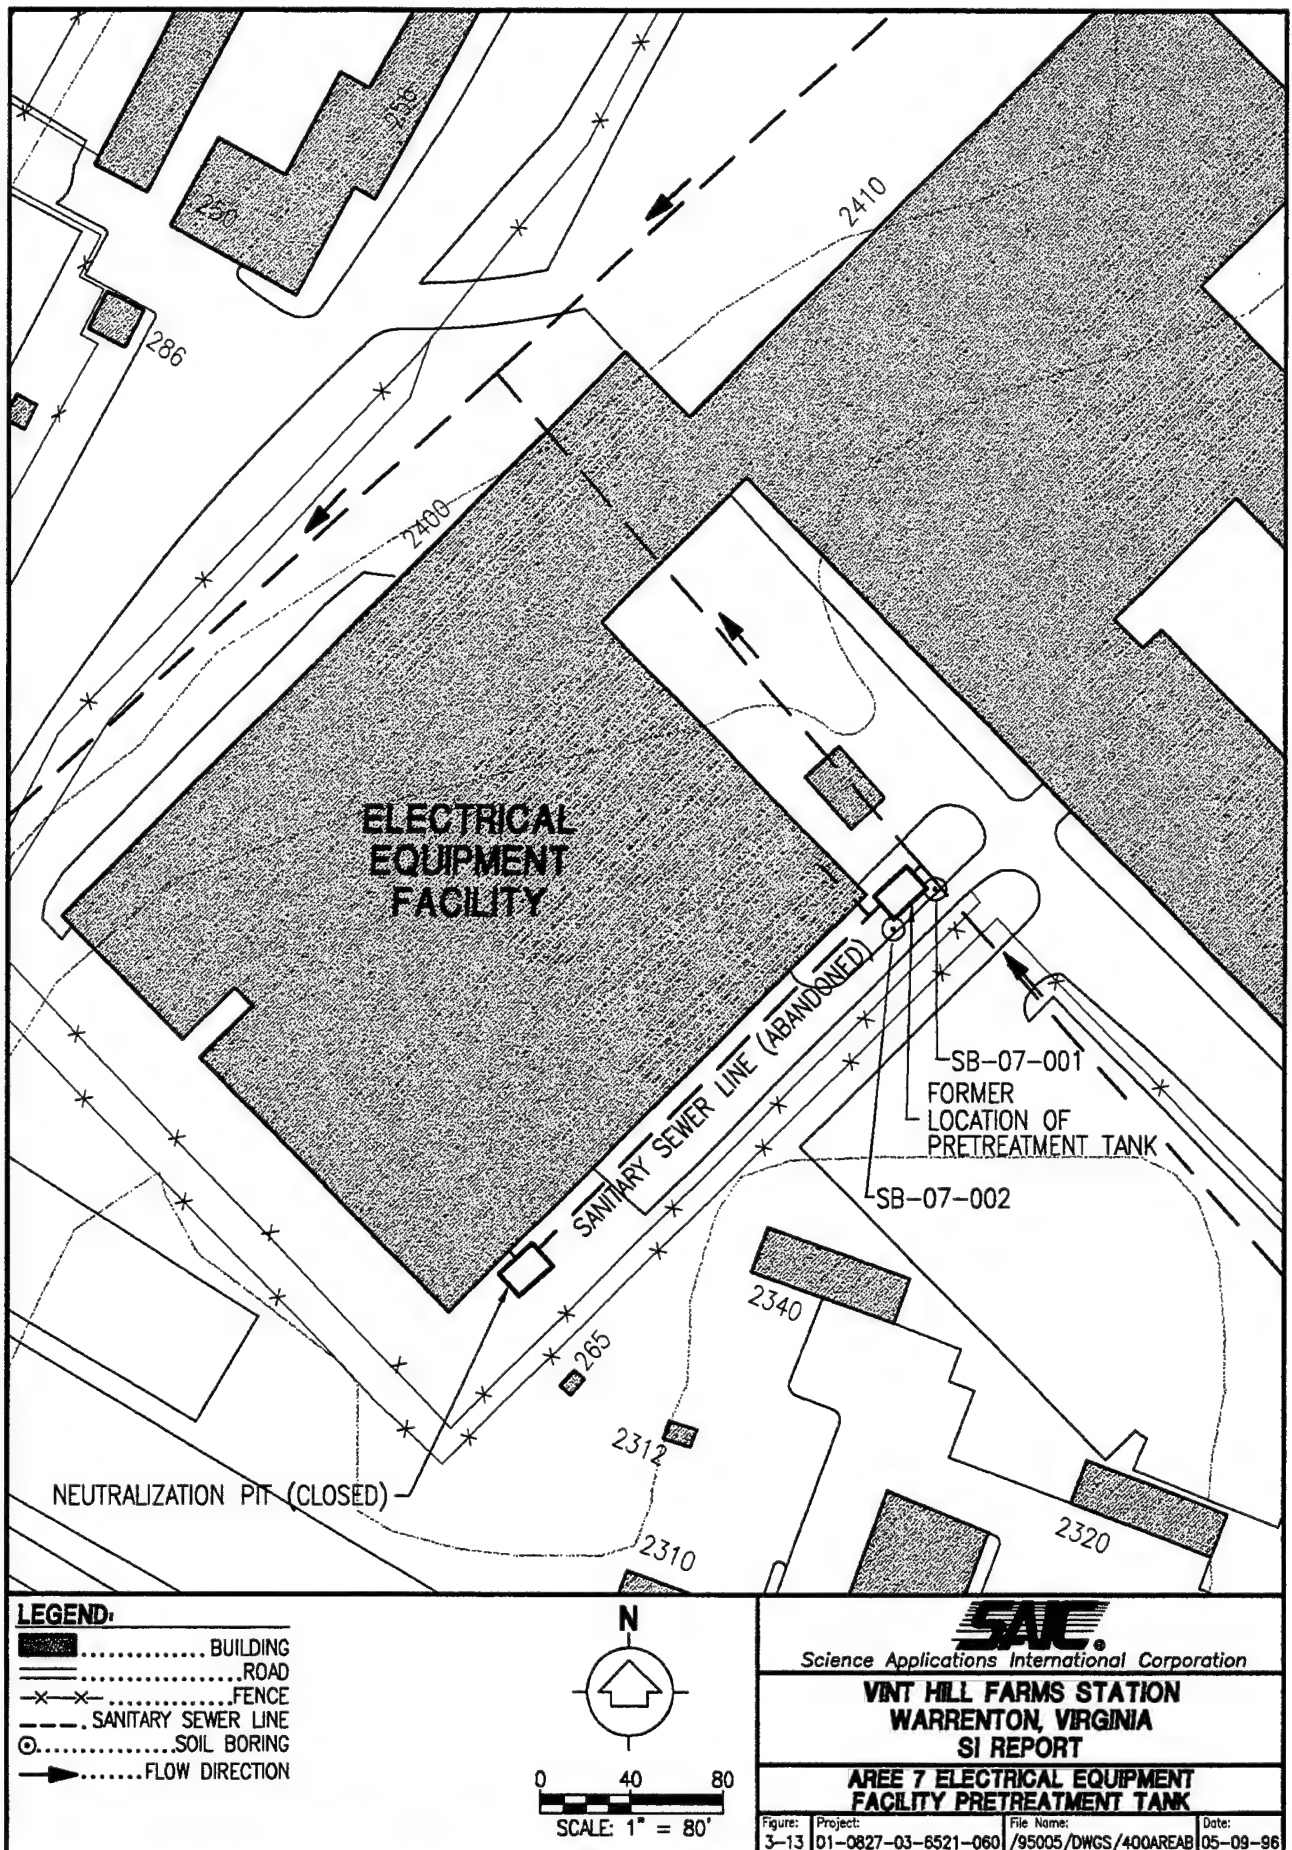 258
250
2410
286
2400
ELECTRICAL
EQUIPMENT
FACILITY
SANITARY SEWER LINE (ABANDONED)
SB-07-001
FORMER
LOCATION OF
PRETREATMENT TANK
SB-07-002
2340
265
2312
NEUTRALIZATION PIT (CLOSED)
2310
2320
LEGEND:
.............. BUILDING
................ ROAD
............ FENCE
. SANITARY SEWER LINE
............... SOIL BORING
....... FLOW DIRECTION
N
0 40 80
SCALE: 1" = 80'
SAIC®
Science Applications International Corporation
VINT HILL FARMS STATION
WARRENTON, VIRGINIA
SI REPORT
AREE 7 ELECTRICAL EQUIPMENT
FACILITY PRETREATMENT TANK
Figure: Project: File Name: Date:
3-13 01-0827-03-6521-060 /95005/DWGS/400AREAB 05-09-96